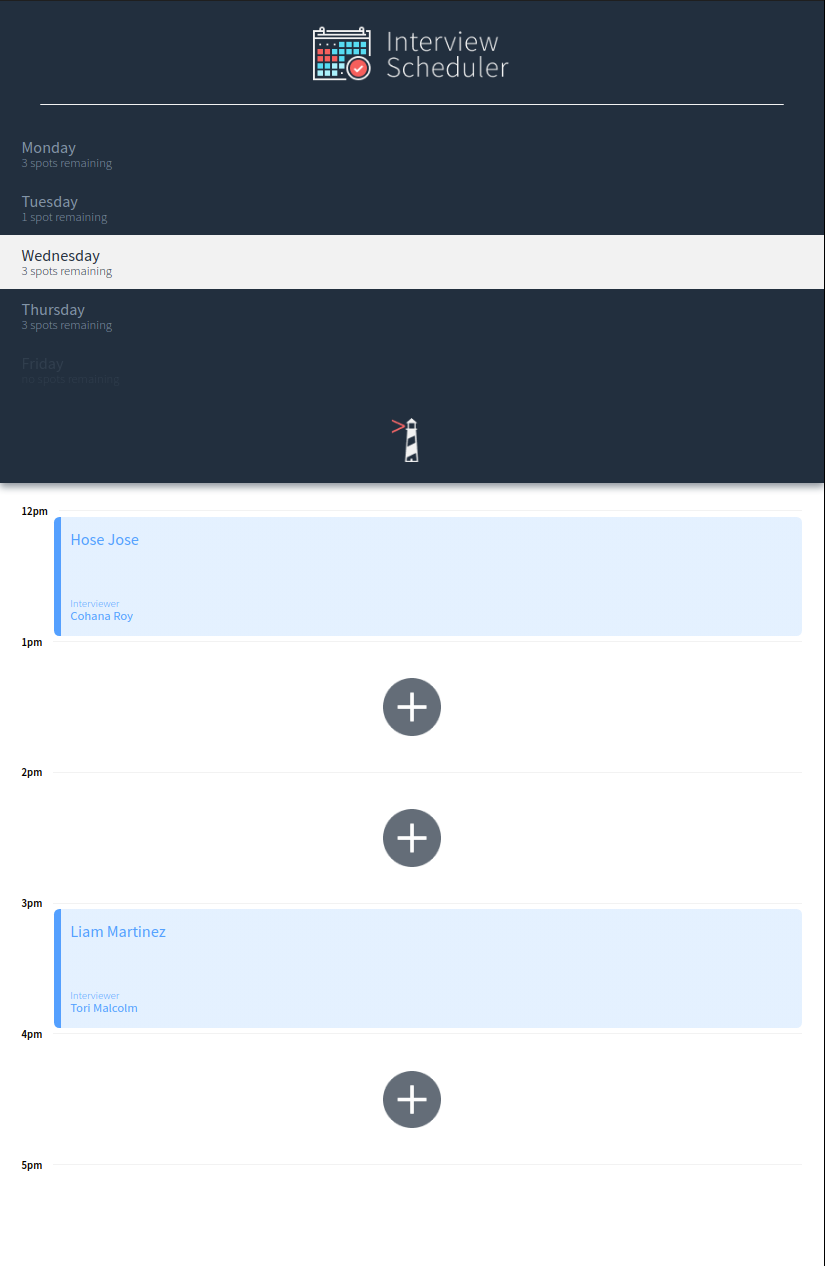 Interview
Scheduler
Monday
3 spots remaining
Tuesday
1 spot remaining
Wednesday
3 spots remaining
Thursday
3 spots remaining
Friday
no spots remaining
>
12pm
Hose Jose
Interviewer
Cohana Roy
1pm
2pm
3pm
Liam Martinez
Interviewer
Tori Malcolm
4pm
5pm